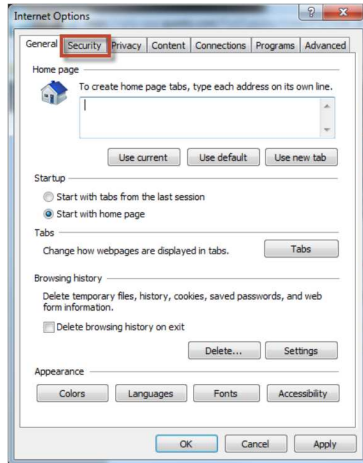 Internet Options
General Security Privacy Content Connections Programs Advanced
Home page
To create home page tabs, type each address on its own line.
Use current Use default Use new tab
Startup
Start with tabs from the last session
Start with home page
Tabs
Change how webpages are displayed in tabs. Tabs
Browsing history
Delete temporary files, history, cookies, saved passwords, and web
form information.
Delete browsing history on exit
Delete... Settings
Appearance
Colors Languages Fonts Accessibility
OK Cancel Apply